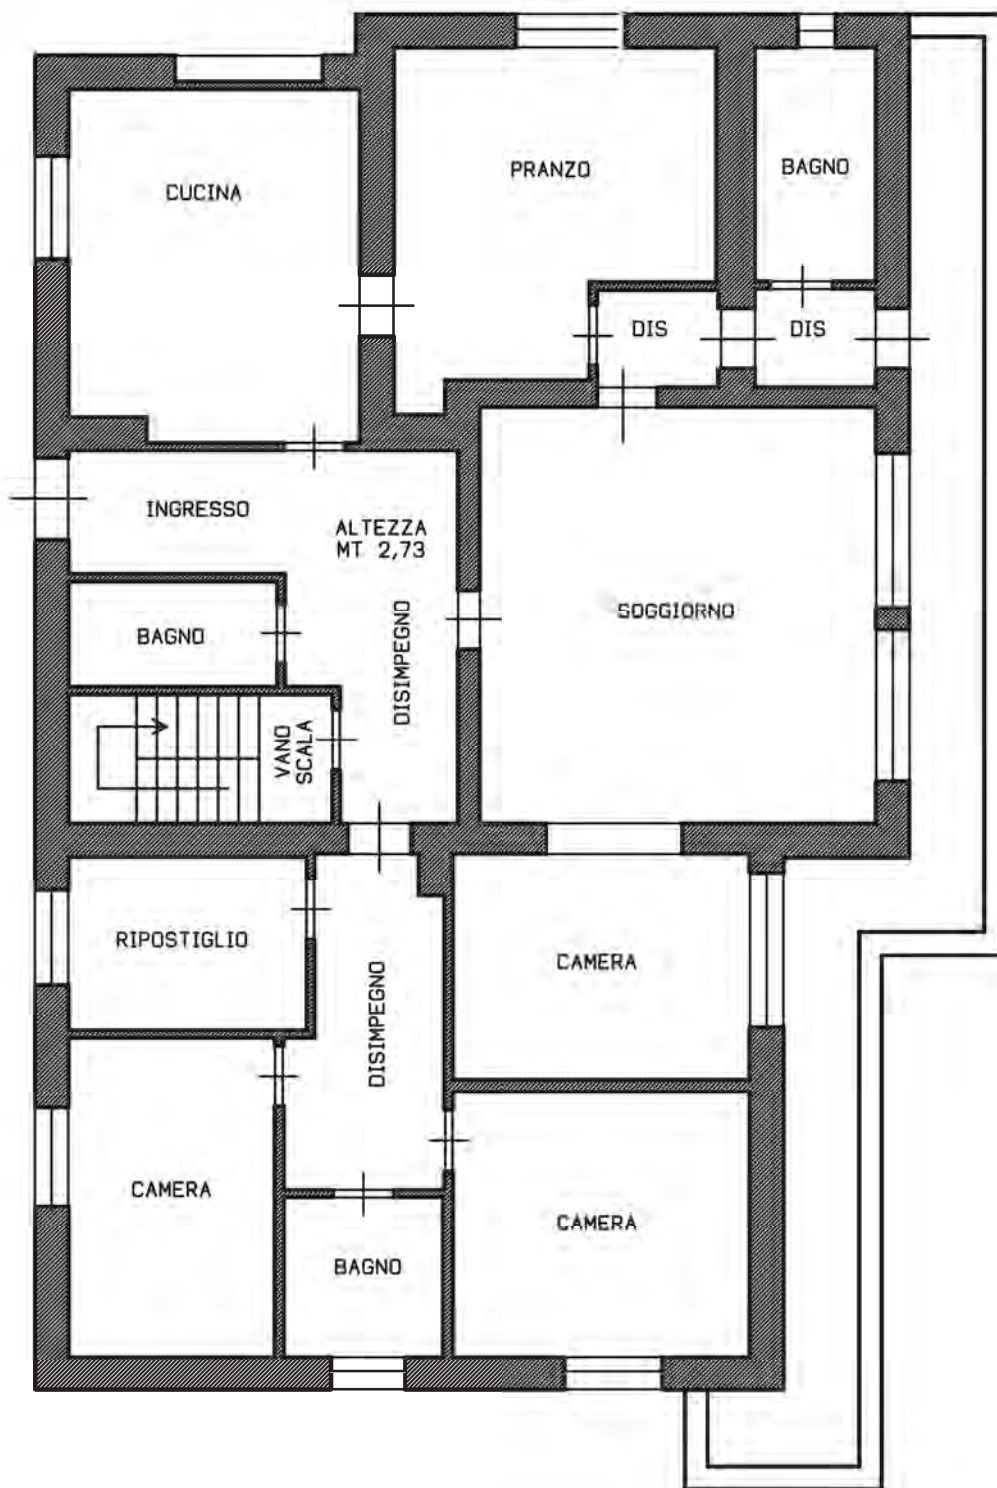 PRANZO
BAGNO
CUCINA
DIS
DIS
INGRESSO
ALTEZZA
MT 2,73
SOGGIORNO
BAGNO
DISIMPEGNO
VANO
SCALA
RIPOSTIGLIO
CAMERA
DISIMPEGNO
CAMERA
CAMERA
BAGNO